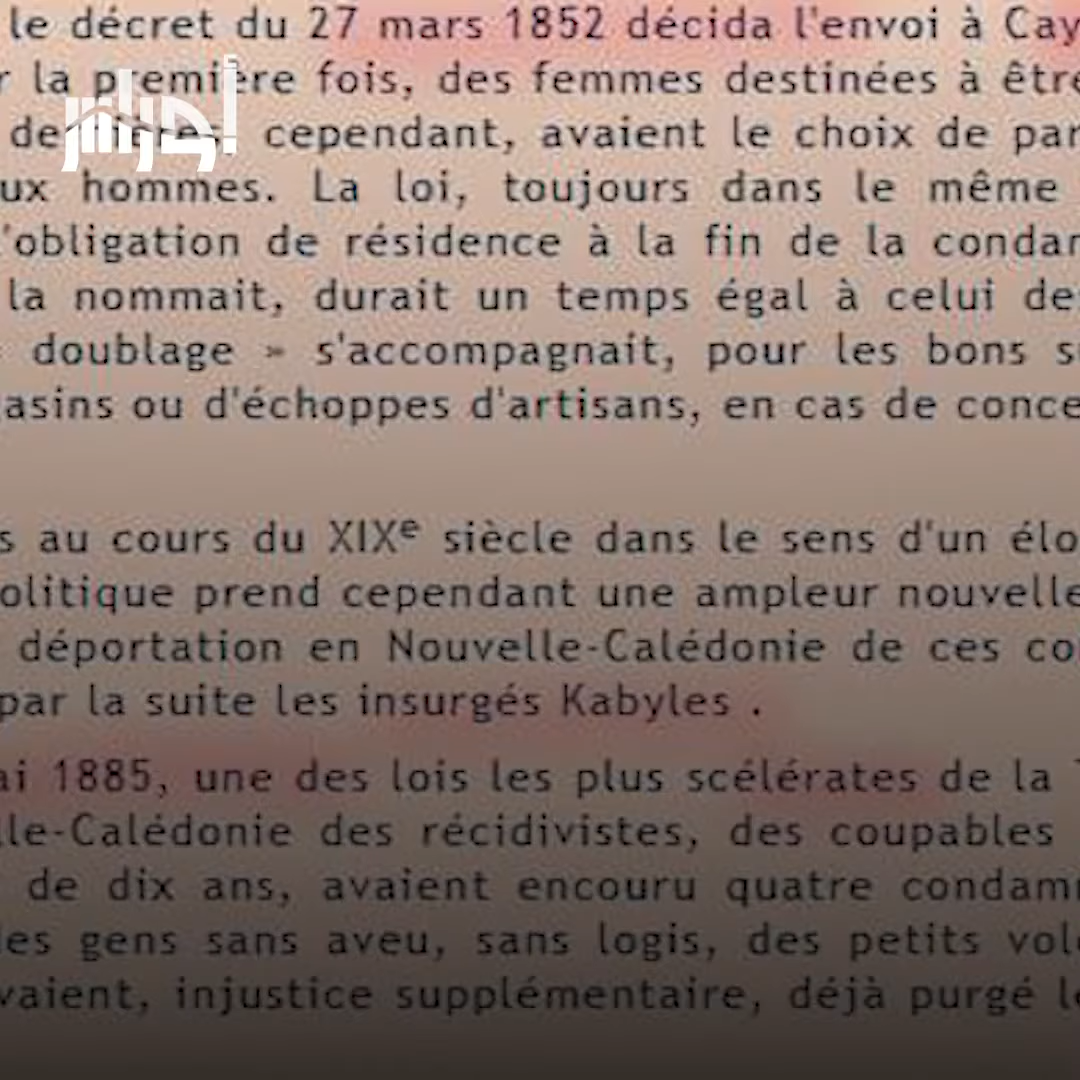 le décret du 27 mars 1852 décida l'envoi à Cay
r la première fois, des femmes destinées à êtr
cependant, avaient le choix de par
ux hommes. La loi, toujours dans le même
'obligation de résidence à la fin de la condam
la nommait, durait un temps égal à celui de
doublage » s'accompagnait, pour les bons s
asins ou d'échoppes d'artisans, en cas de conce
s au cours du XIXe siècle dans le sens d'un élo
olitique prend cependant une ampleur nouvelle
déportation en Nouvelle-Calédonie de ces co
par la suite les insurgés Kabyles .
ai 1885, une des lois les plus scélérates de la
lle-Calédonie des récidivistes, des coupables
de dix ans, avaient encouru quatre condam
les gens sans aveu, sans logis, des petits vol
vaient, injustice supplémentaire, déjà purgé l